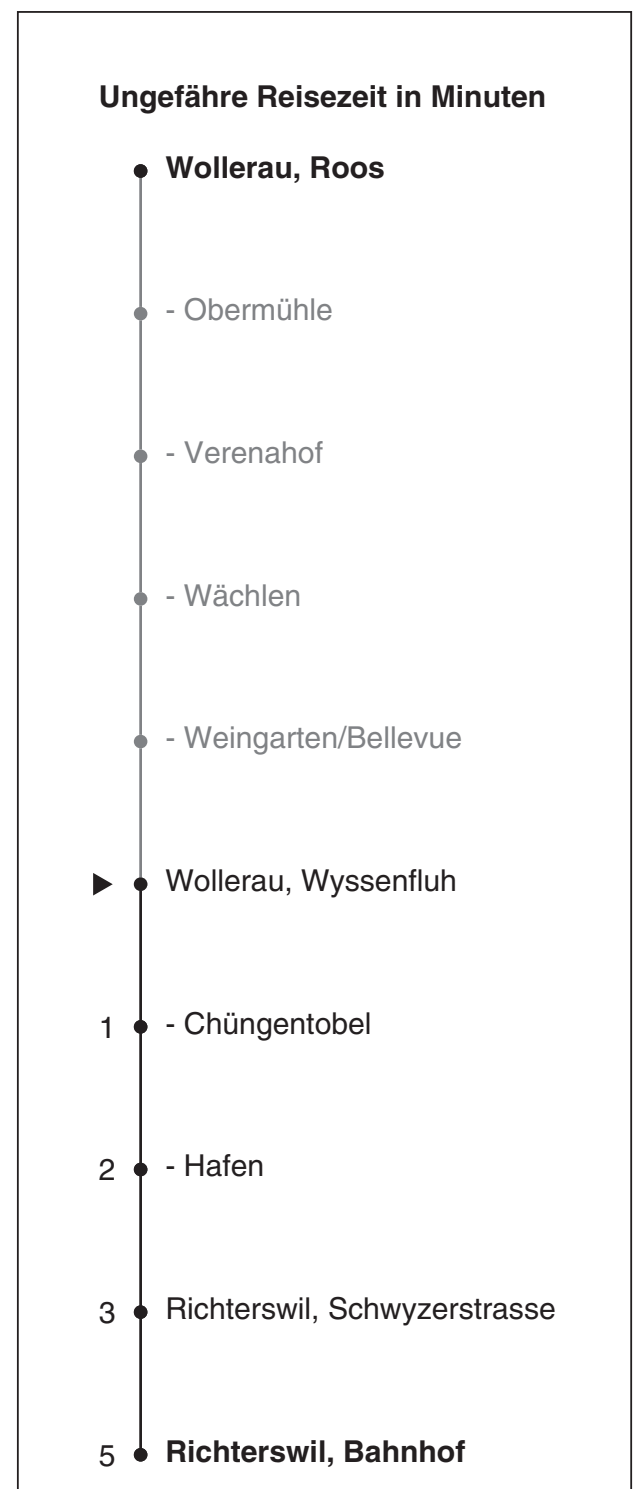 Ungefähre Reisezeit in Minuten
Wollerau, Roos
- Obermühle
- Verenahof
- Wächlen
- Weingarten/Bellevue
Wollerau, Wyssenfluh
1 - Chüngentobel
2 - Hafen
3 Richterswil, Schwyzerstrasse
5 Richterswil, Bahnhof